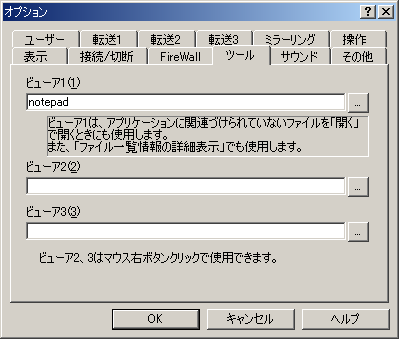 オプション
ユーザー 転送1 転送2 転送3 ミラーリング 操作
表示 接続/切断 FireWall ツール サウンド その他
ビューア1(1)
notepad
...
ビューア1は、アプリケーションに関連づけられていないファイルを「開く」
で開くときにも使用します。
また、「ファイル一覧情報の詳細表示」でも使用します。
ビューア2(2)
...
ビューア3(3)
...
ビューア2、3はマウス右ボタンクリックで使用できます。
OK キャンセル ヘルプ